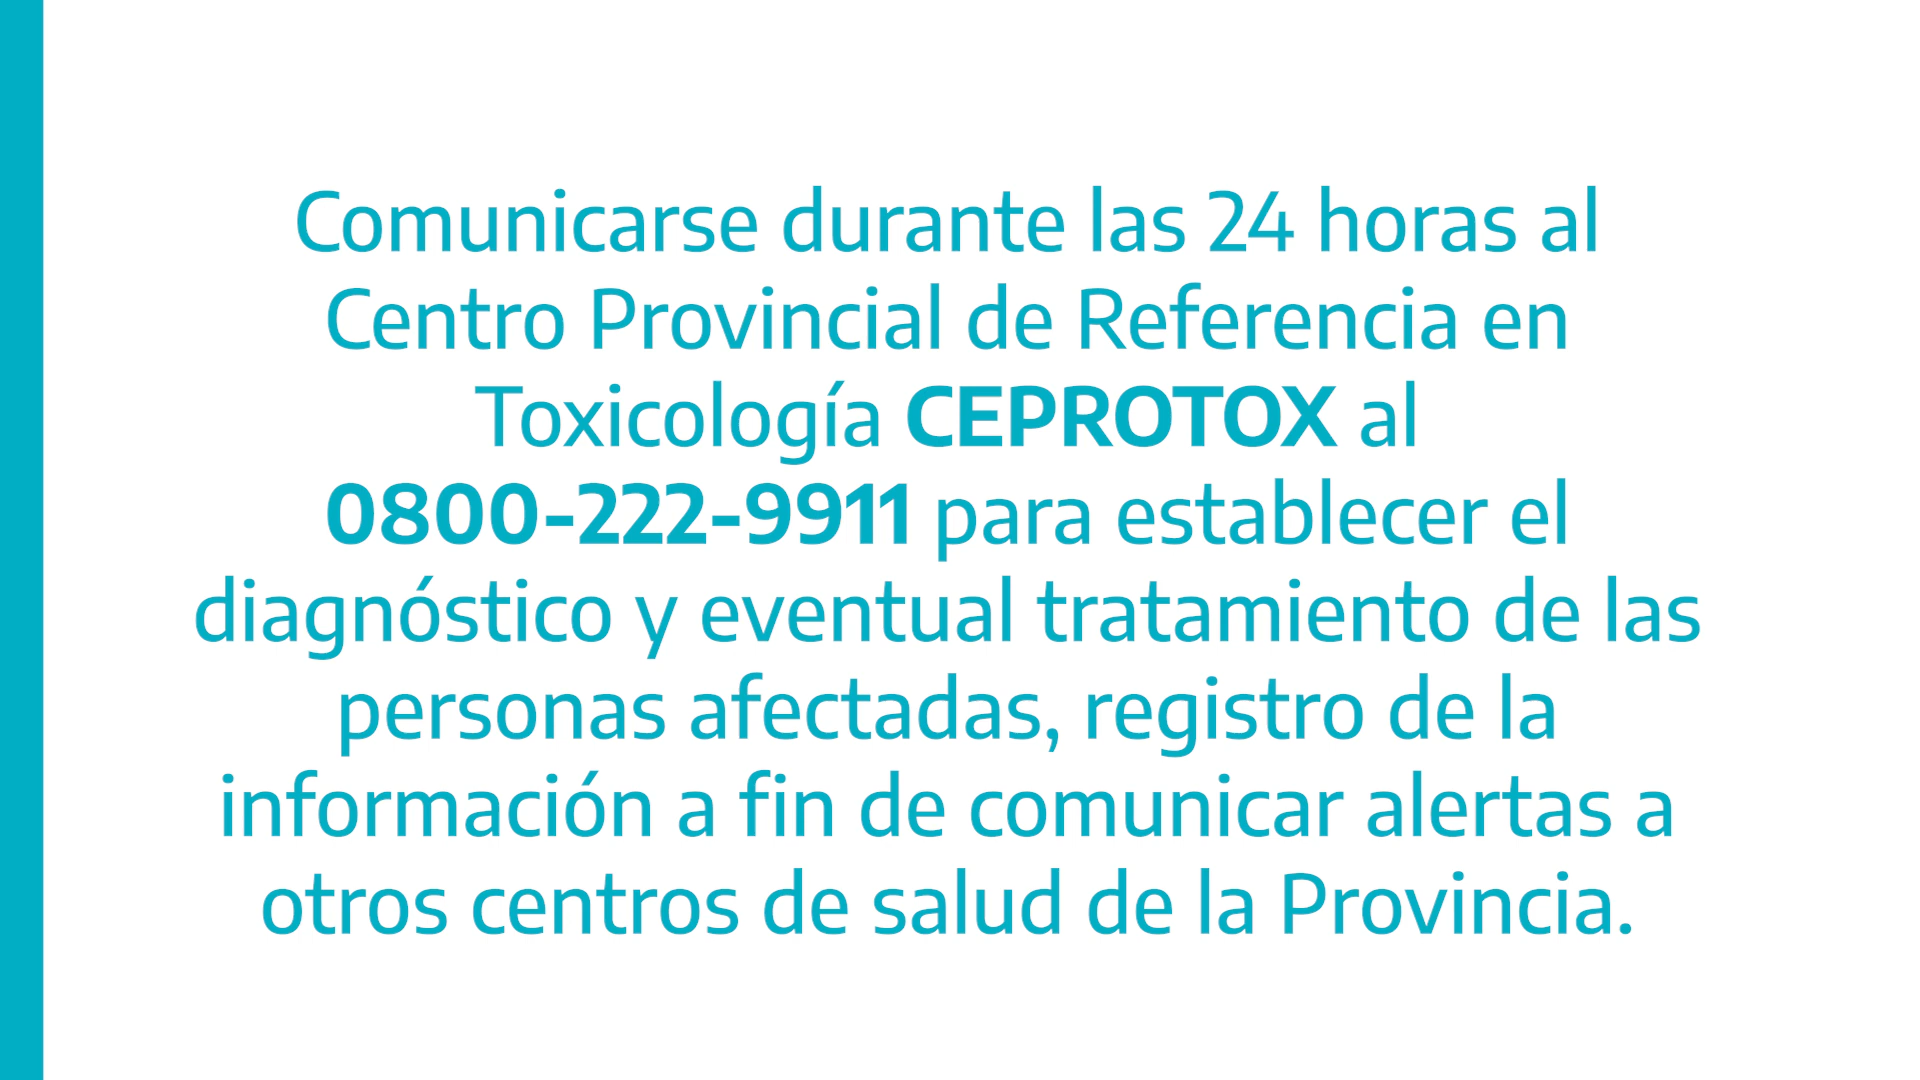 Comunicarse durante las 24 horas al
Centro Provincial de Referencia en
Toxicología CEPROTOX al
0800-222-9911 para establecer el
diagnóstico y eventual tratamiento de las
personas afectadas, registro de la
información a fin de comunicar alertas a
otros centros de salud de la Provincia.